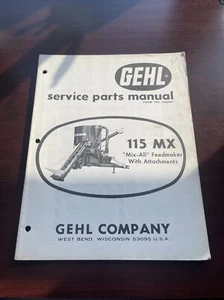 GEHL
service parts manual
115 MX
"Mix-All" Feedmaker
With Attachments
GEHL COMPANY
WEST BEND, WISCONSIN 53095 U.S.A.